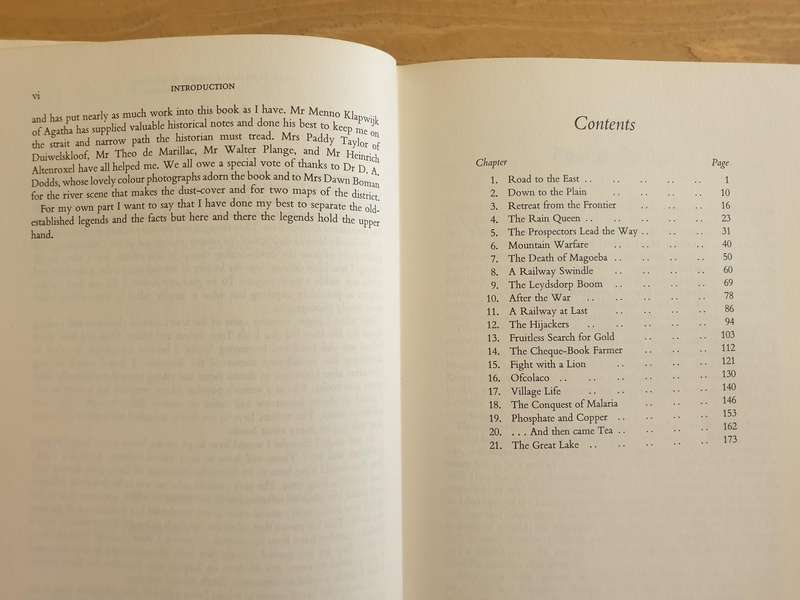 vi
INTRODUCTION
and has put nearly as much work into this book as I have. Mr Menno Klapwijk
of Agatha has supplied valuable historical notes and done his best to keep me on
the strait and narrow path the historian must tread. Mrs Paddy Taylor of
Duiwelskloof, Mr Theo de Marillac, Mr Walter Plange, and Mr Heinrich
Altenroxel have all helped me. We all owe a special vote of thanks to Dr D. A.
Dodds, whose lovely colour photographs adorn the book and to Mrs Dawn Boman
for the river scene that makes the dust-cover and for two maps of the district.
For my own part I want to say that I have done my best to separate the old-
established legends and the facts but here and there the legends hold the upper
hand.
Contents
Chapter Page
1. Road to the East . . . . . . . . . . 1
2. Down to the Plain . . . . . . . . 10
3. Retreat from the Frontier . . . . . . 16
4. The Rain Queen . . . . . . . . . . 23
5. The Prospectors Lead the Way . . . . . . 31
6. Mountain Warfare . . . . . . . . 40
7. The Death of Magoeba . . . . . . . . 50
8. A Railway Swindle . . . . . . . . 60
9. The Leydsdorp Boom . . . . . . . . 69
10. After the War . . . . . . . . . . 78
11. A Railway at Last . . . . . . . . 86
12. The Hijackers . . . . . . . . . . 94
13. Fruitless Search for Gold . . . . . . 103
14. The Cheque-Book Farmer . . . . . . 112
15. Fight with a Lion . . . . . . . . 121
16. Ofcolaco . . . . . . . . . . . . 130
17. Village Life . . . . . . . . . . 140
18. The Conquest of Malaria . . . . . . 146
19. Phosphate and Copper . . . . . . . . 153
20. . . . And then came Tea . . . . . . . . 162
21. The Great Lake . . . . . . . . . . 173